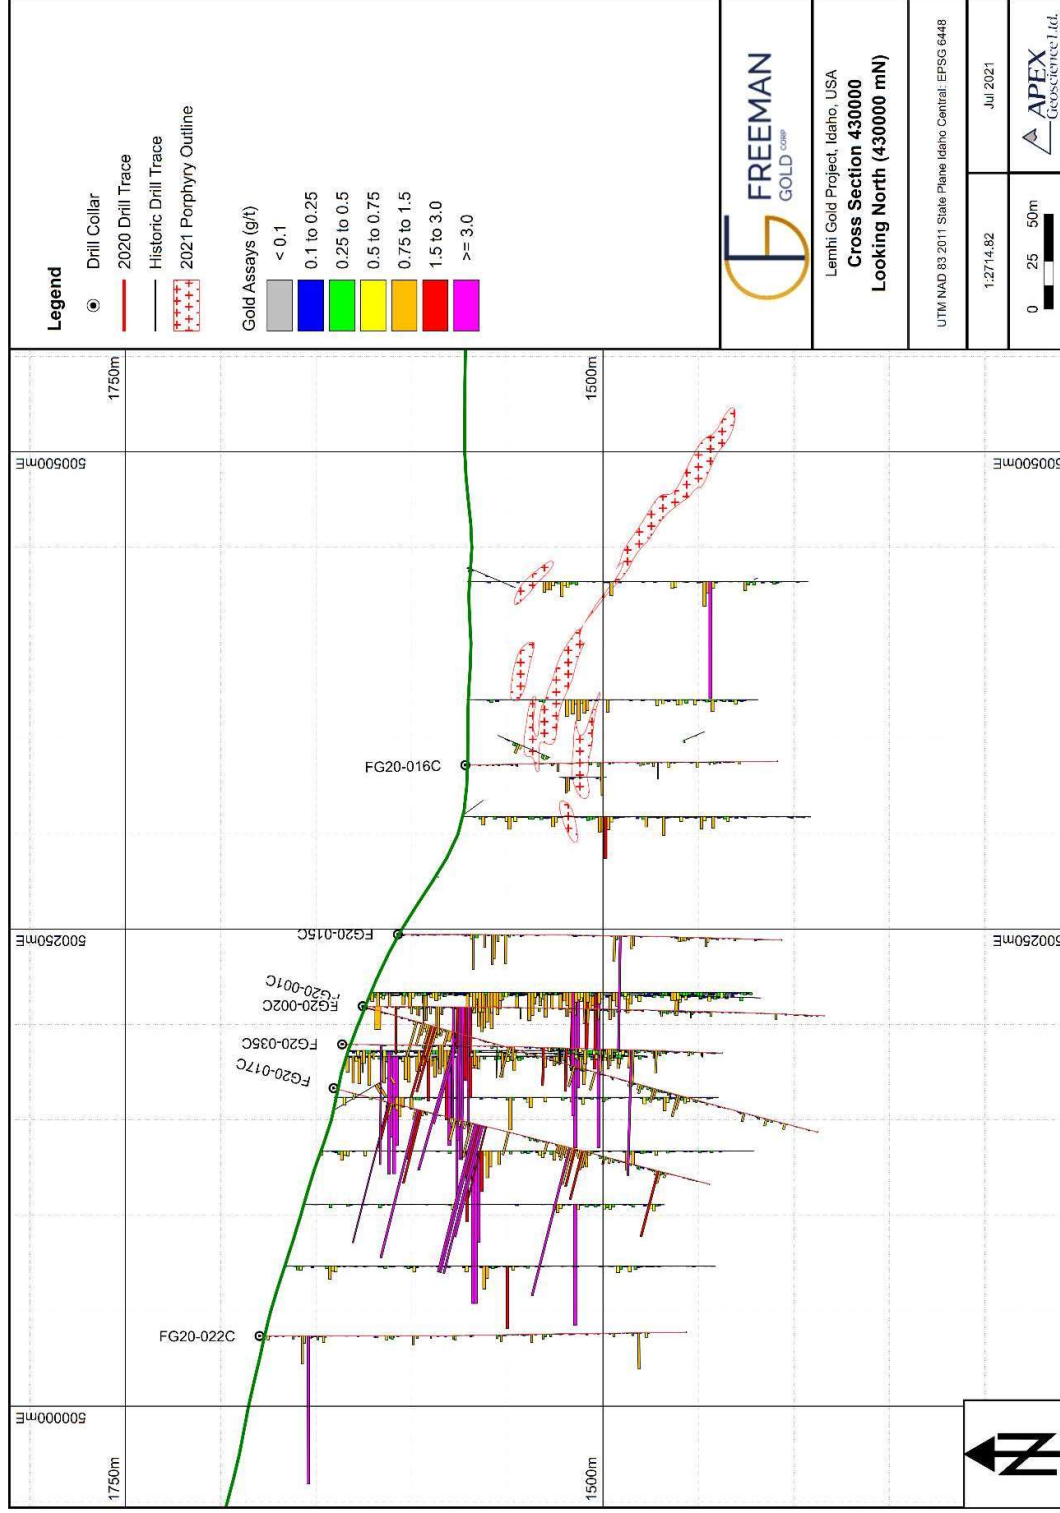 Legend
Drill Collar
2020 Drill Trace
Historic Drill Trace
2021 Porphyry Outline
Gold Assays (g/t)
< 0.1
0.1 to 0.25
0.25 to 0.5
0.5 to 0.75
0.75 to 1.5
1.5 to 3.0
>= 3.0
FREEMAN
GOLD CORP
Lemhi Gold Project, Idaho, USA
Cross Section 430000
Looking North (430000 mN)
UTM NAD 83 2011 State Plane Idaho Central: EPSG 6448
1:2714.82
Jul 2021
0 25 50m
APEX
Geoscience Ltd.
500000mE
500250mE
500500mE
1750m
1750m
FG20-022C
FG20-017C
FG20-035C
FG20-002C
FG20-001C
FG20-015C
FG20-016C
1500m
1500m
500250mE
500500mE
N